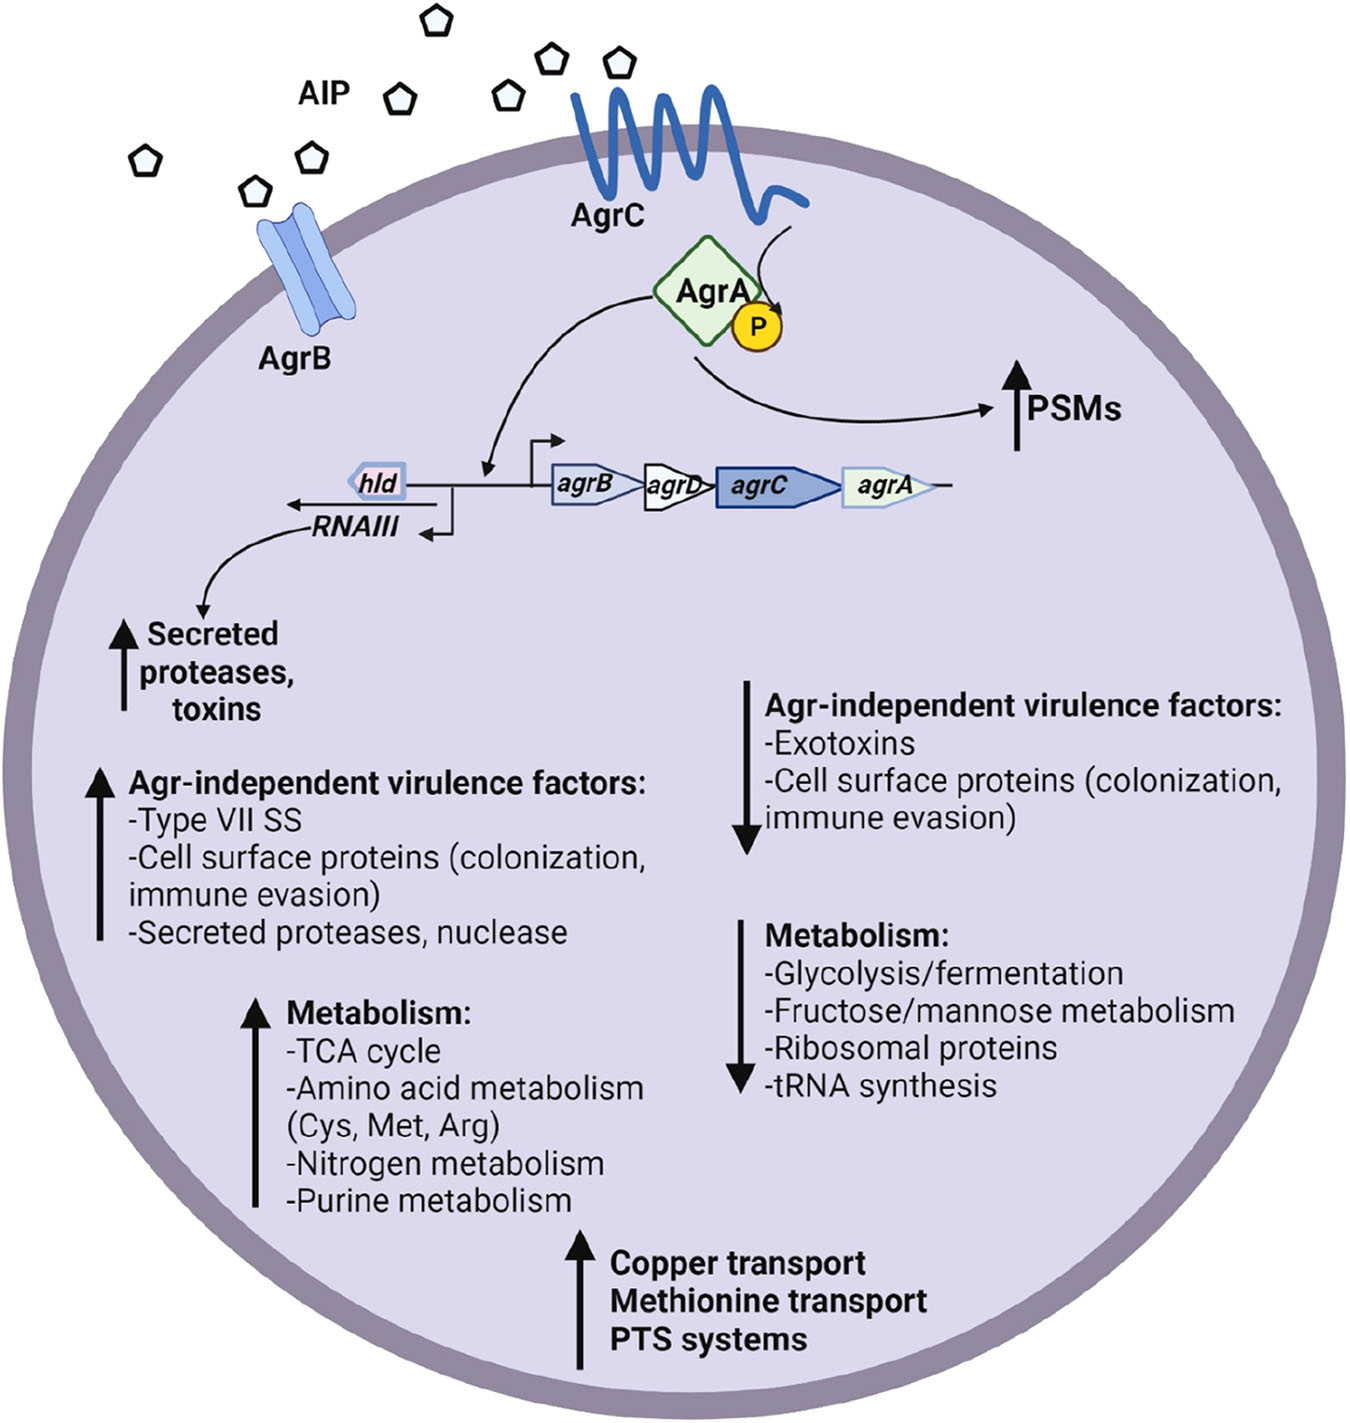 AIP
AgrC
AgrA
P
AgrB
PSMs
hld
agrB
agrD
agrC
agrA
RNAIII
Secreted
proteases,
toxins
Agr-independent virulence factors:
-Type VII SS
-Cell surface proteins (colonization,
immune evasion)
-Secreted proteases, nuclease
Agr-independent virulence factors:
-Exotoxins
-Cell surface proteins (colonization,
immune evasion)
Metabolism:
-TCA cycle
-Amino acid metabolism
(Cys, Met, Arg)
-Nitrogen metabolism
-Purine metabolism
Metabolism:
-Glycolysis/fermentation
-Fructose/mannose metabolism
-Ribosomal proteins
-tRNA synthesis
Copper transport
Methionine transport
PTS systems